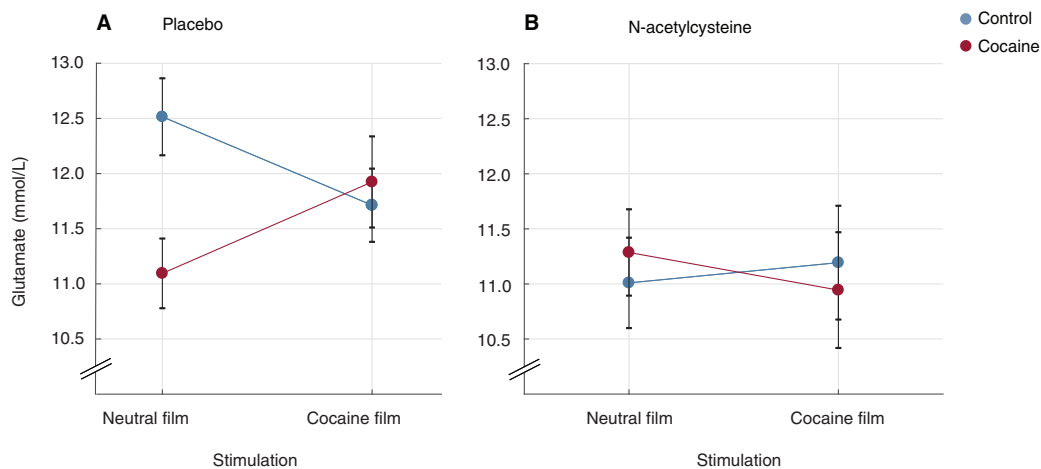 A Placebo
B N-acetylcysteine
Control
Cocaine
Glutamate (mmol/L)
13.0
12.5
12.0
11.5
11.0
10.5
Neutral film Cocaine film
Stimulation
13.0
12.5
12.0
11.5
11.0
10.5
Neutral film Cocaine film
Stimulation